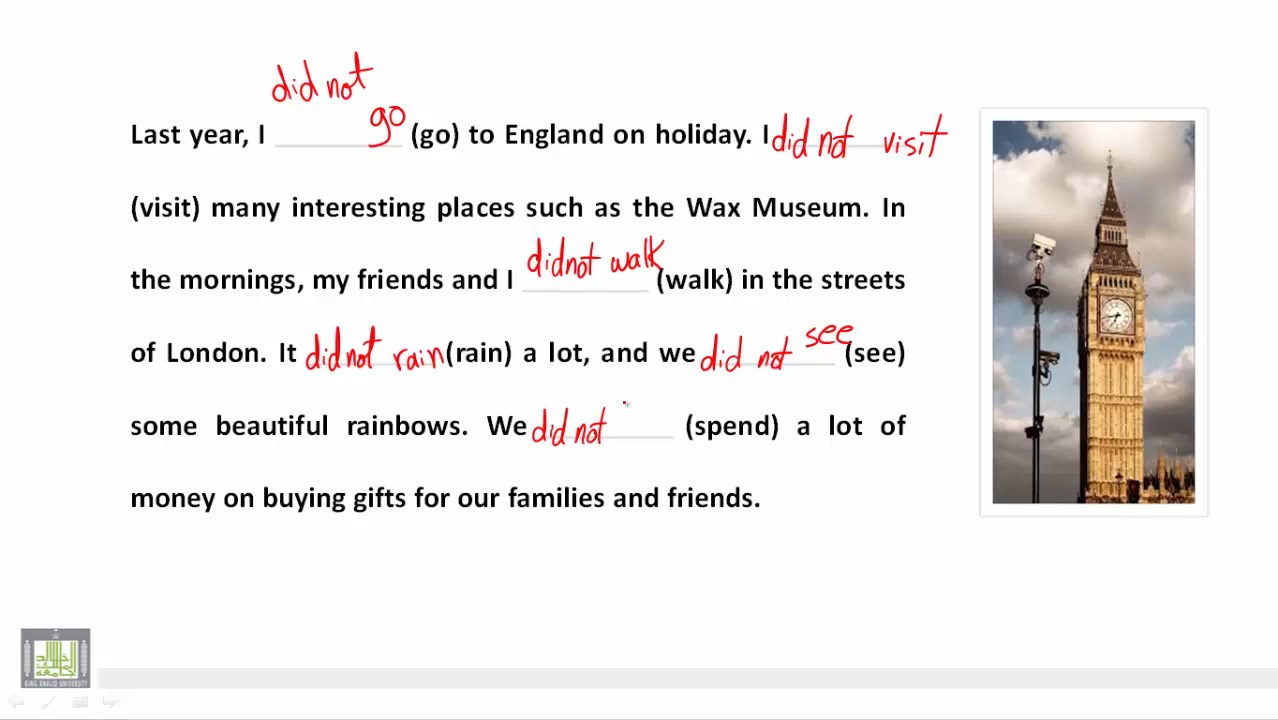 did not
Last year, I go (go) to England on holiday. I did not visit
(visit) many interesting places such as the Wax Museum. In
the mornings, my friends and I did not walk (walk) in the streets
of London. It did not rain (rain) a lot, and we did not see (see)
some beautiful rainbows. We did not (spend) a lot of
money on buying gifts for our families and friends.
KING KHALID UNIVERSITY